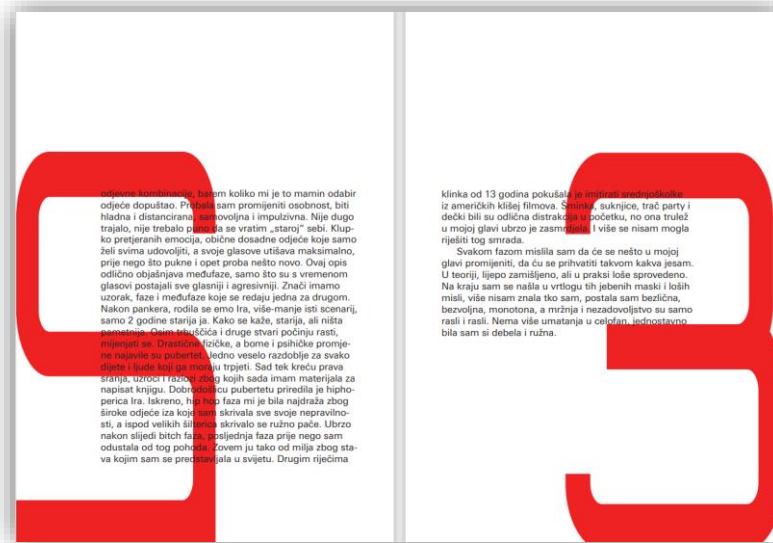 odjevne kombinacije, barem koliko mi je to mamin odabir
odjeće dopuštao. Probala sam promijeniti osobnost, biti
hladna i distancirana, samovoljna i impulzivna. Nije dugo
trajalo, nije trebalo puno da se vratim „staroj” sebi. Klup-
ko pretjeranih emocija, obične dosadne odjeće koje samo
želi svima udovoljiti, a svoje glasove utišava maksimalno,
prije nego što pukne i opet proba nešto novo. Ovaj opis
odlično objašnjava međufaze, samo što su s vremenom
glasovi postajali sve glasniji i agresivniji. Znači imamo
uzorak, faze i međufaze koje se redaju jedna za drugom.
Nakon pankera, rodila se emo Ira, više-manje isti scenarij,
samo 2 godine starija ja. Kako se kaže, starija, ali ništa
pametnija. Osim trbuščića i druge stvari počinju rasti,
mijenjati se. Drastične fizičke, a bome i psihičke promje-
ne najavile su pubertet. Jedno veselo razdoblje za svako
dijete i ljude koji ga moraju trpjeti. Sad tek kreću prava
sranja, uzroci i razlozi zbog kojih sada imam materijala za
napisat knjigu. Dobrodošlicu pubertetu priredila je hipho-
perica Ira. Iskreno, hip hop faza mi je bila najdraža zbog
široke odjeće iza koje sam skrivala sve svoje nepravilno-
sti, a ispod velikih šilterica skrivalo se ružno pače. Ubrzo
nakon slijedi bitch faza, posljednja faza prije nego sam
odustala od tog pohoda. Zovem ju tako od milja zbog sta-
va kojim sam se predstavljala u svijetu. Drugim riječima
klinka od 13 godina pokušala je imitirati srednjoškolke
iz američkih klišej filmova. Šminka, suknjice, trač party i
dečki bili su odlična distrakcija u početku, no ona trulež
u mojoj glavi ubrzo je zasmrdjela. I više se nisam mogla
riješiti tog smrada.
Svakom fazom mislila sam da će se nešto u mojoj
glavi promijeniti, da ću se prihvatiti takvom kakva jesam.
U teoriji, lijepo zamišljeno, ali u praksi loše sprovedeno.
Na kraju sam se našla u vrtlogu tih jebenih maski i loših
misli, više nisam znala tko sam, postala sam bezlična,
bezvoljna, monotona, a mržnja i nezadovoljstvo su samo
rasli i rasli. Nema više umatanja u celofan, jednostavno
bila sam si debela i ružna.